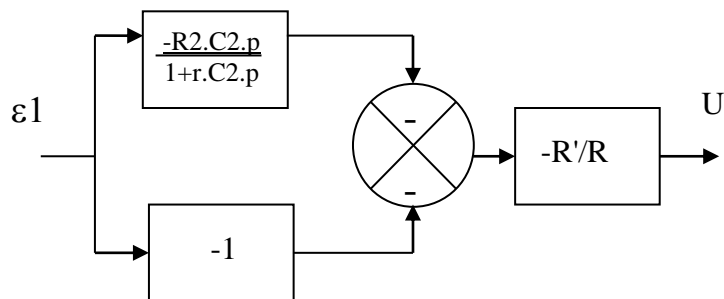 -R2.C2.p
1+r.C2.p
ε1
U
-
-R'/R
-
-1